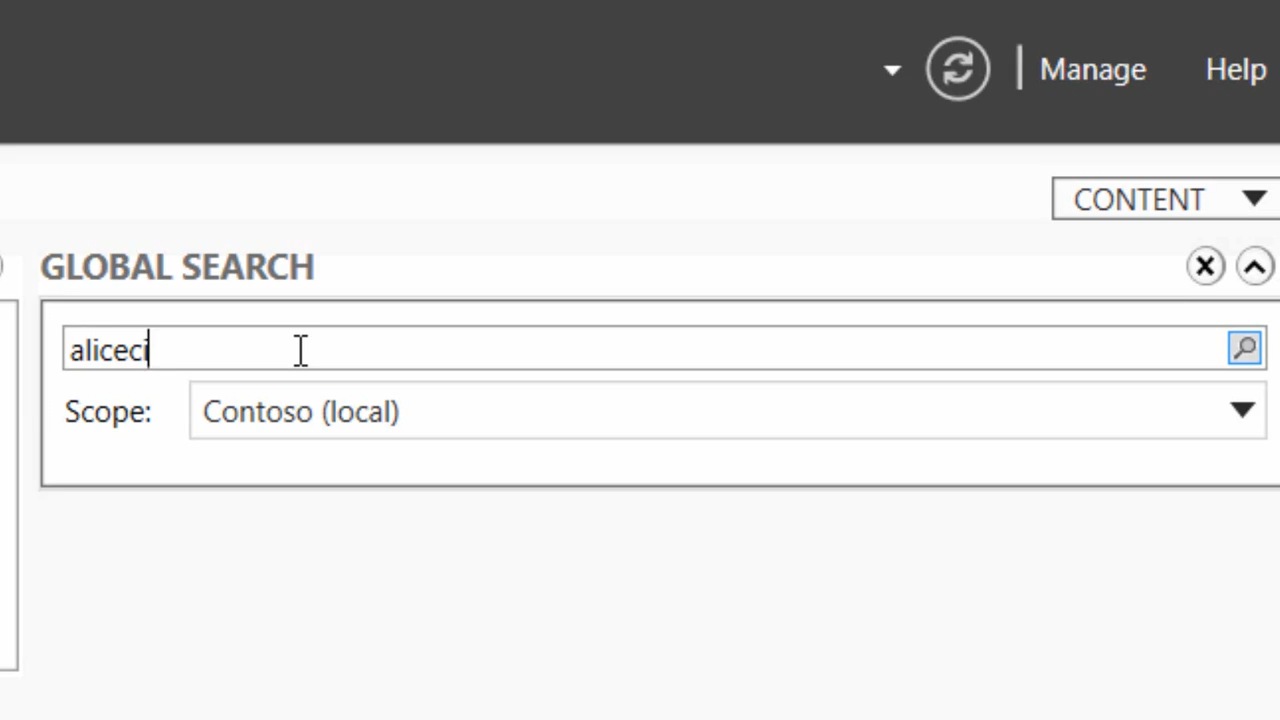 Manage Help
CONTENT
GLOBAL SEARCH
aliceci
Scope: Contoso (local)